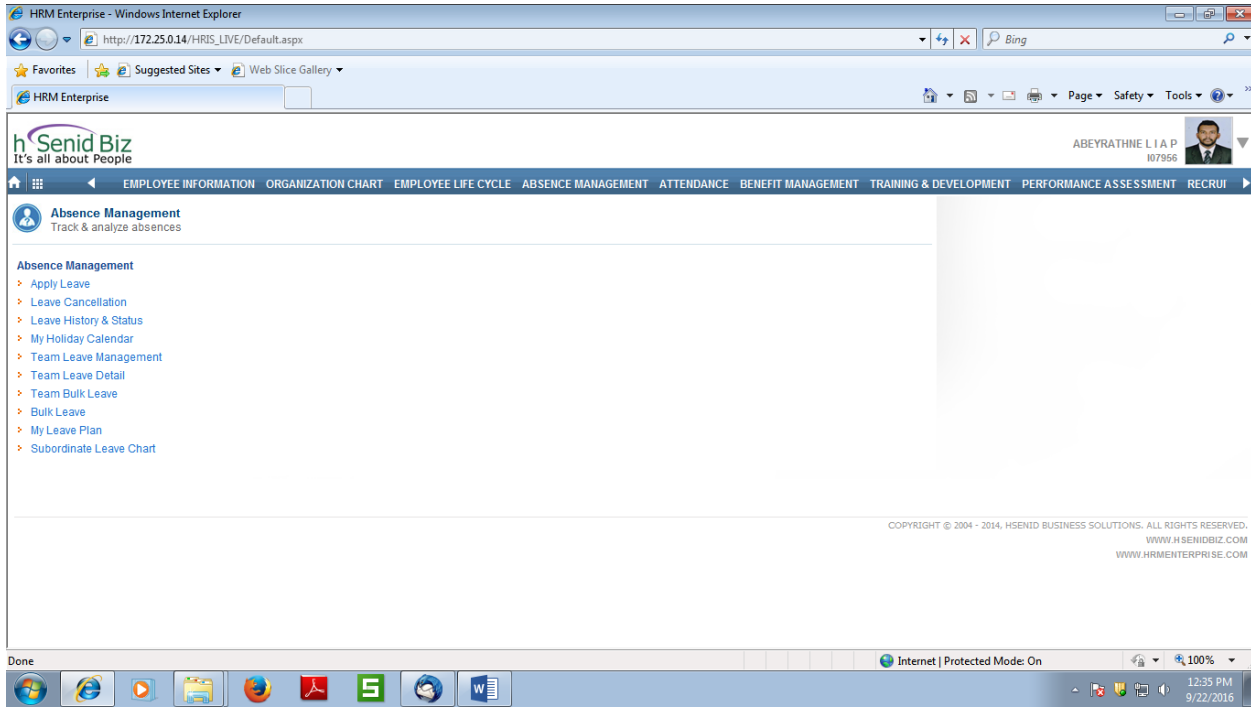 HRM Enterprise - Windows Internet Explorer
http://172.25.0.14/HRIS_LIVE/Default.aspx
Bing
Favorites Suggested Sites Web Slice Gallery
HRM Enterprise
Page Safety Tools
hSenid Biz
It's all about People
ABEYRATHNE L I A P
I07956
EMPLOYEE INFORMATION ORGANIZATION CHART EMPLOYEE LIFE CYCLE ABSENCE MANAGEMENT ATTENDANCE BENEFIT MANAGEMENT TRAINING & DEVELOPMENT PERFORMANCE ASSESSMENT RECRUI
Absence Management
Track & analyze absences
Absence Management
Apply Leave
Leave Cancellation
Leave History & Status
My Holiday Calendar
Team Leave Management
Team Leave Detail
Team Bulk Leave
Bulk Leave
My Leave Plan
Subordinate Leave Chart
COPYRIGHT © 2004 - 2014, HSENID BUSINESS SOLUTIONS. ALL RIGHTS RESERVED.
WWW.HSENIDBIZ.COM
WWW.HRMENTERPRISE.COM
Done
Internet | Protected Mode: On
100%
12:35 PM
9/22/2016